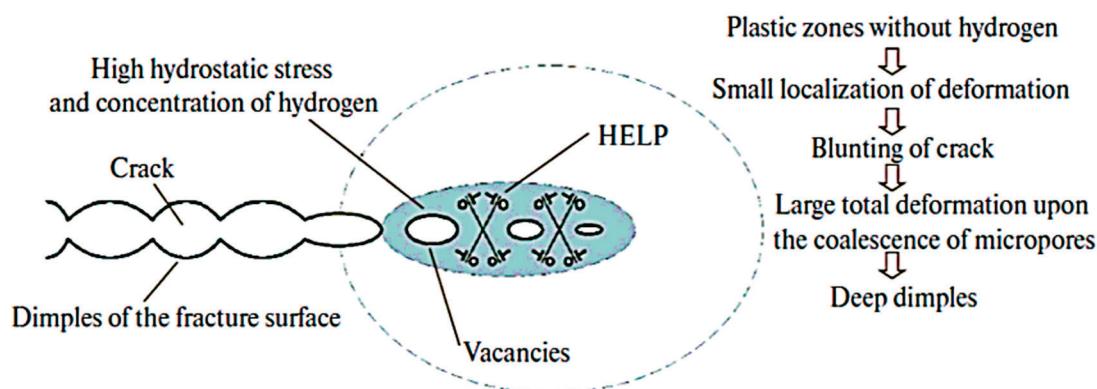 High hydrostatic stress
and concentration of hydrogen
Crack
HELP
Dimples of the fracture surface
Vacancies
Plastic zones without hydrogen
Small localization of deformation
Blunting of crack
Large total deformation upon
the coalescence of micropores
Deep dimples